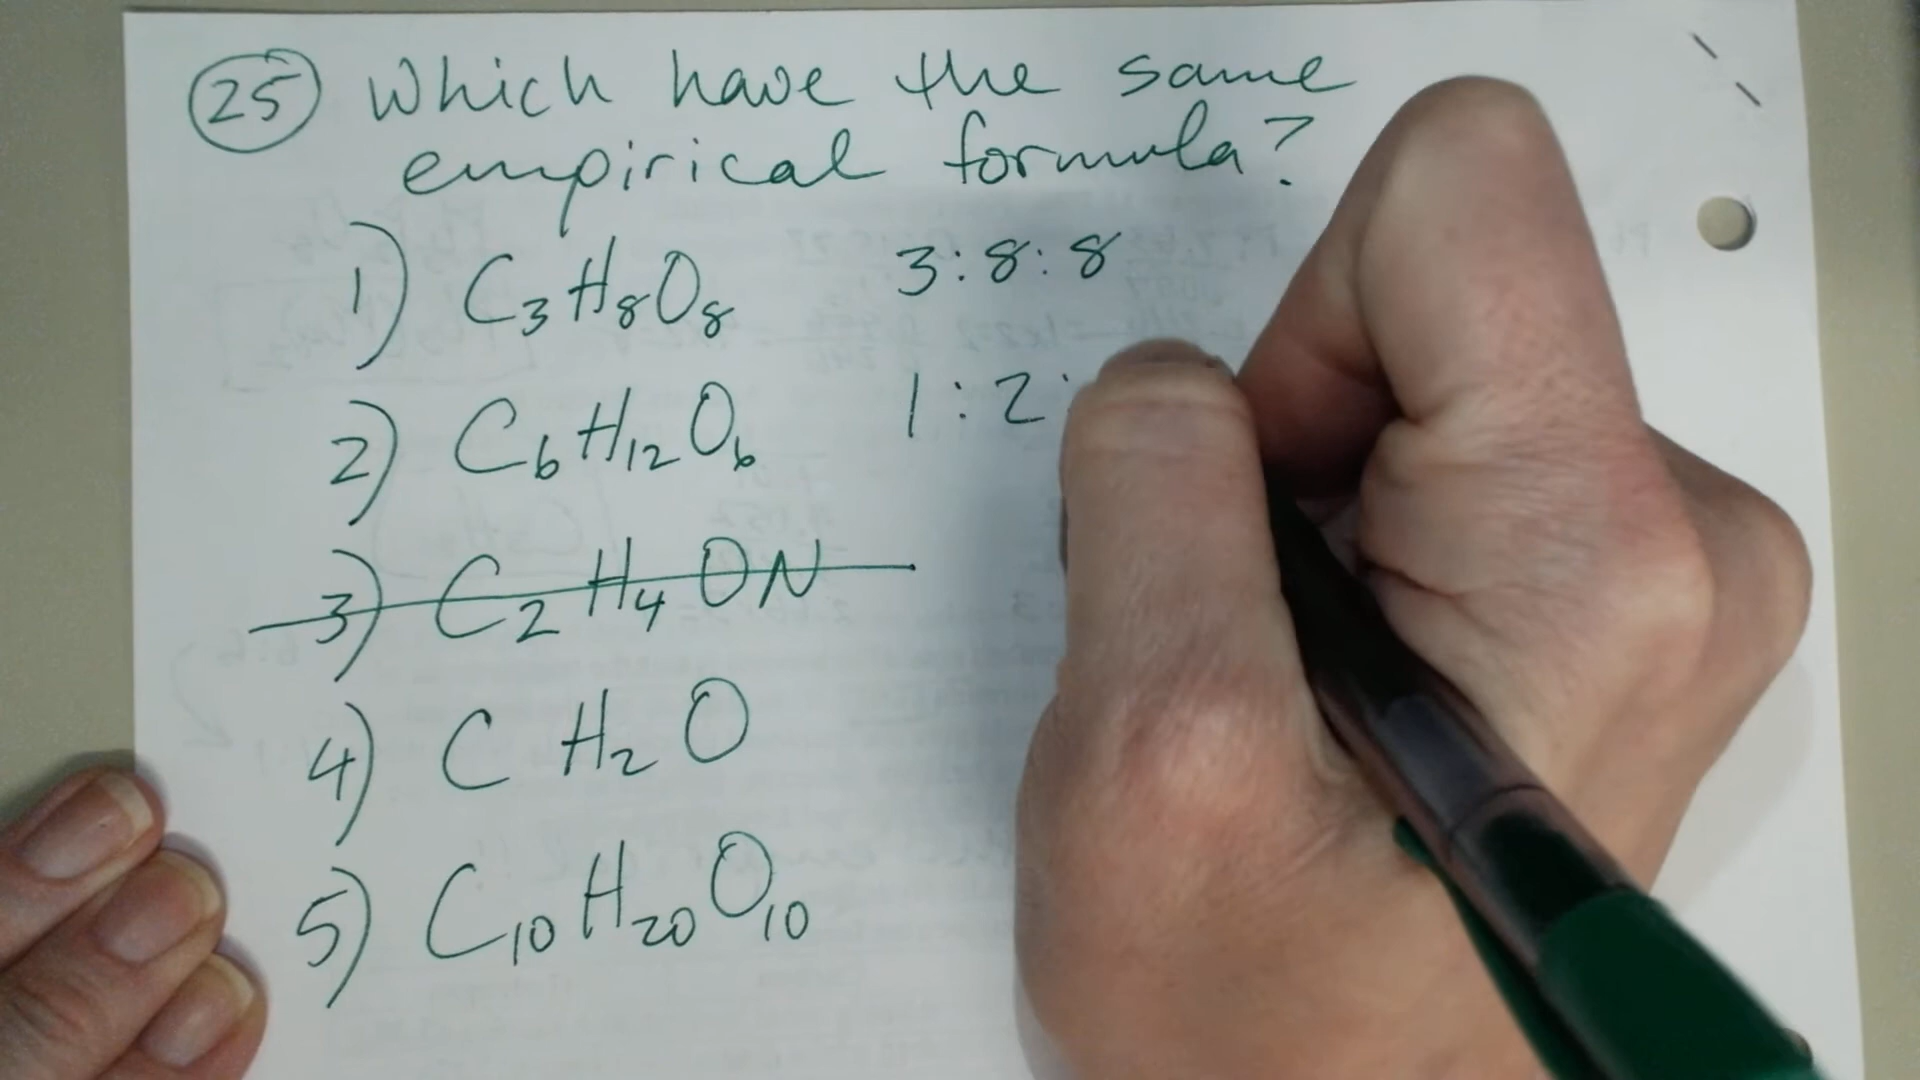 25 Which have the same
empirical formula?
1) C₃H₈O₈ 3:8:8
2) C₆H₁₂O₆ 1:2:
3) C₂H₄ON
4) CH₂O
5) C₁₀H₂₀O₁₀